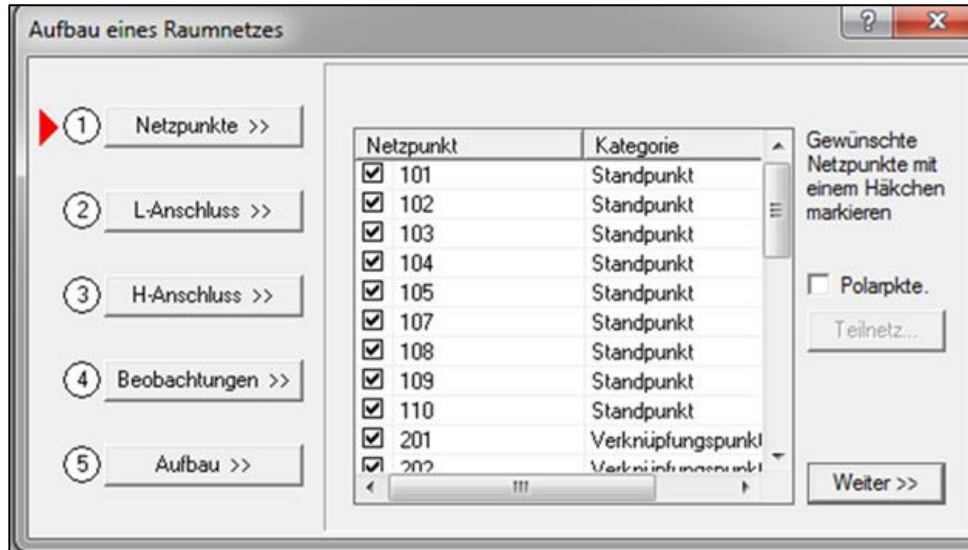 Aufbau eines Raumnetzes
1 Netzpunkte >>
2 L-Anschluss >>
3 H-Anschluss >>
4 Beobachtungen >>
5 Aufbau >>
Netzpunkt Kategorie
101 Standpunkt
102 Standpunkt
103 Standpunkt
104 Standpunkt
105 Standpunkt
107 Standpunkt
108 Standpunkt
109 Standpunkt
110 Standpunkt
201 Verknüpfungspunkt
202 Verknüpfungspunkt
Gewünschte
Netzpunkte mit
einem Häkchen
markieren
Polarpkte.
Teilnetz...
Weiter >>